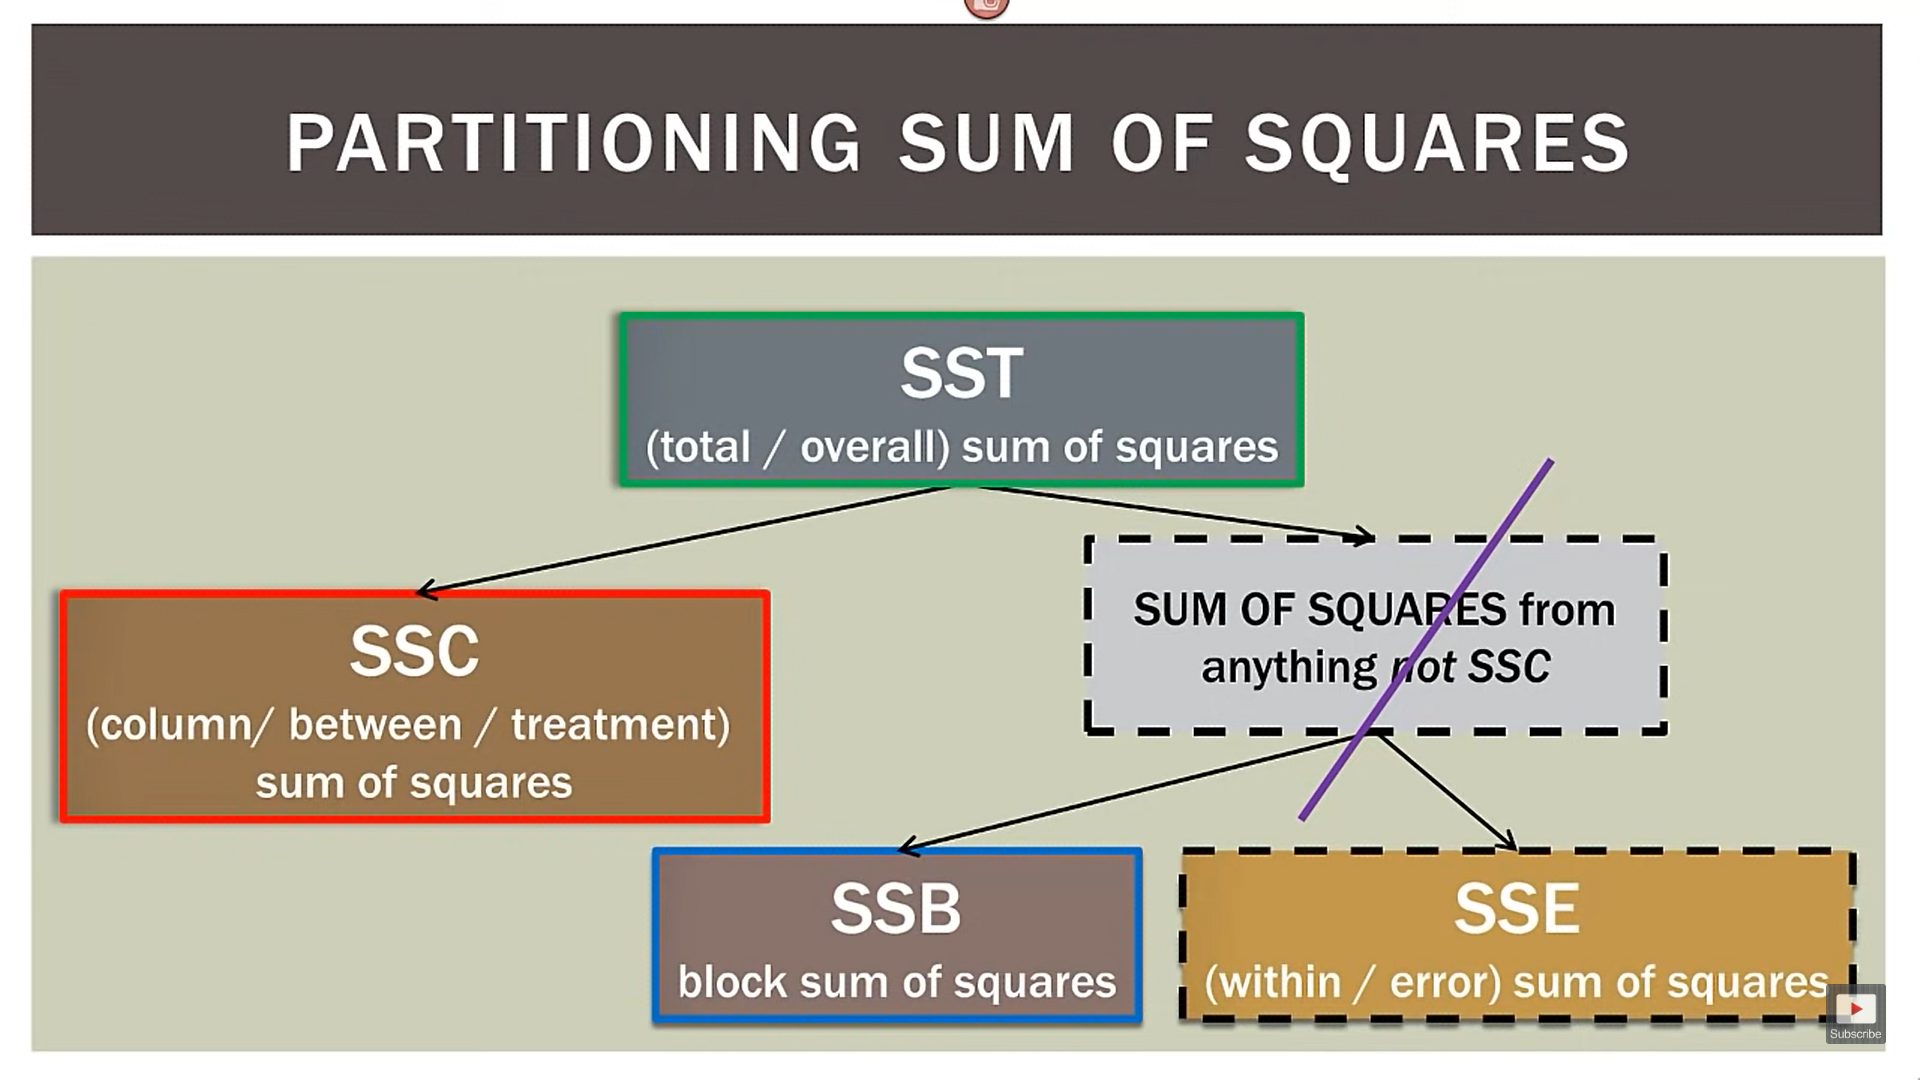 PARTITIONING SUM OF SQUARES
SST
(total / overall) sum of squares
SUM OF SQUARES from
anything not SSC
SSC
(column/ between / treatment)
sum of squares
SSB
block sum of squares
SSE
(within / error) sum of squares
Subscribe